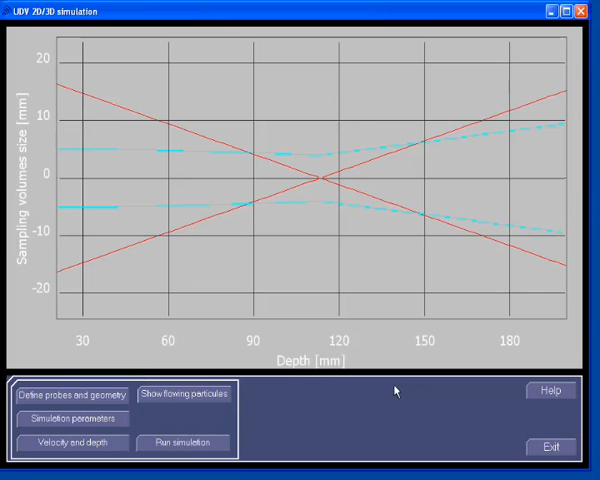 UDV 2D/3D simulation
20
10
0
-10
-20
Sampling volumes size [mm]
30 60 90 120 150 180
Depth [mm]
Define probes and geometry
Show flowing particules
Help
Simulation parameters
Velocity and depth
Run simulation
Exit